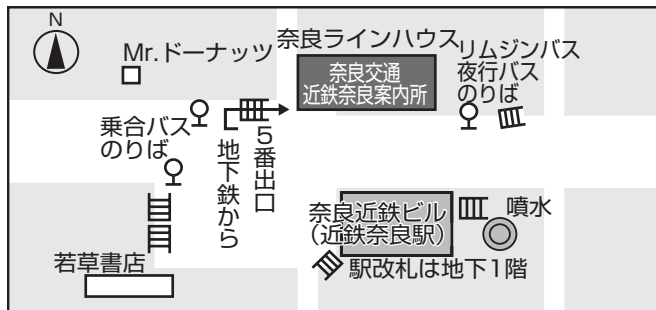 N
Mr.ドーナッツ
奈良ラインハウス
奈良交通
近鉄奈良案内所
リムジンバス
夜行バス
のりば
乗合バス
のりば
地下鉄から
5番出口
奈良近鉄ビル
(近鉄奈良駅)
噴水
駅改札は地下1階
若草書店